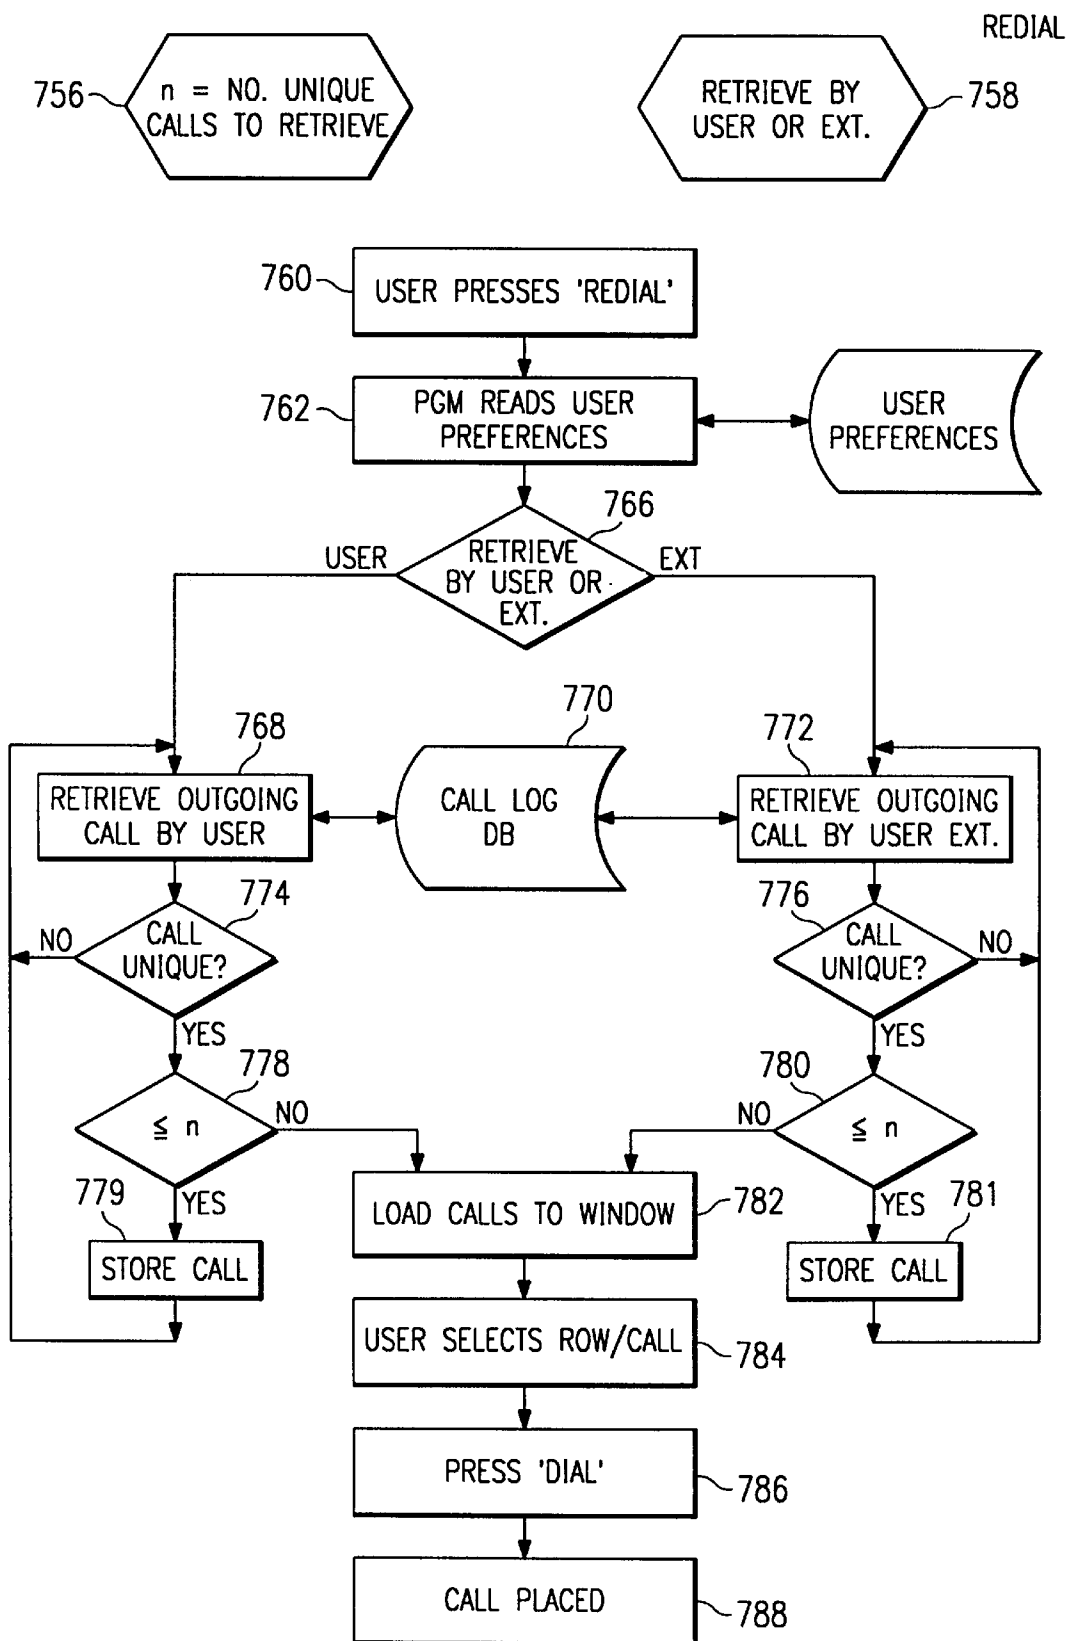 REDIAL
756
n = NO. UNIQUE
CALLS TO RETRIEVE
RETRIEVE BY
USER OR EXT.
758
760
USER PRESSES 'REDIAL'
762
PGM READS USER
PREFERENCES
USER
PREFERENCES
766
USER
RETRIEVE
BY USER OR
EXT.
EXT
768
RETRIEVE OUTGOING
CALL BY USER
770
CALL LOG
DB
772
RETRIEVE OUTGOING
CALL BY USER EXT.
774
NO
CALL
UNIQUE?
YES
776
CALL
UNIQUE?
NO
YES
778
≦ n
NO
YES
780
NO
≦ n
YES
779
STORE CALL
LOAD CALLS TO WINDOW
782
781
STORE CALL
USER SELECTS ROW/CALL
784
PRESS 'DIAL'
786
CALL PLACED
788